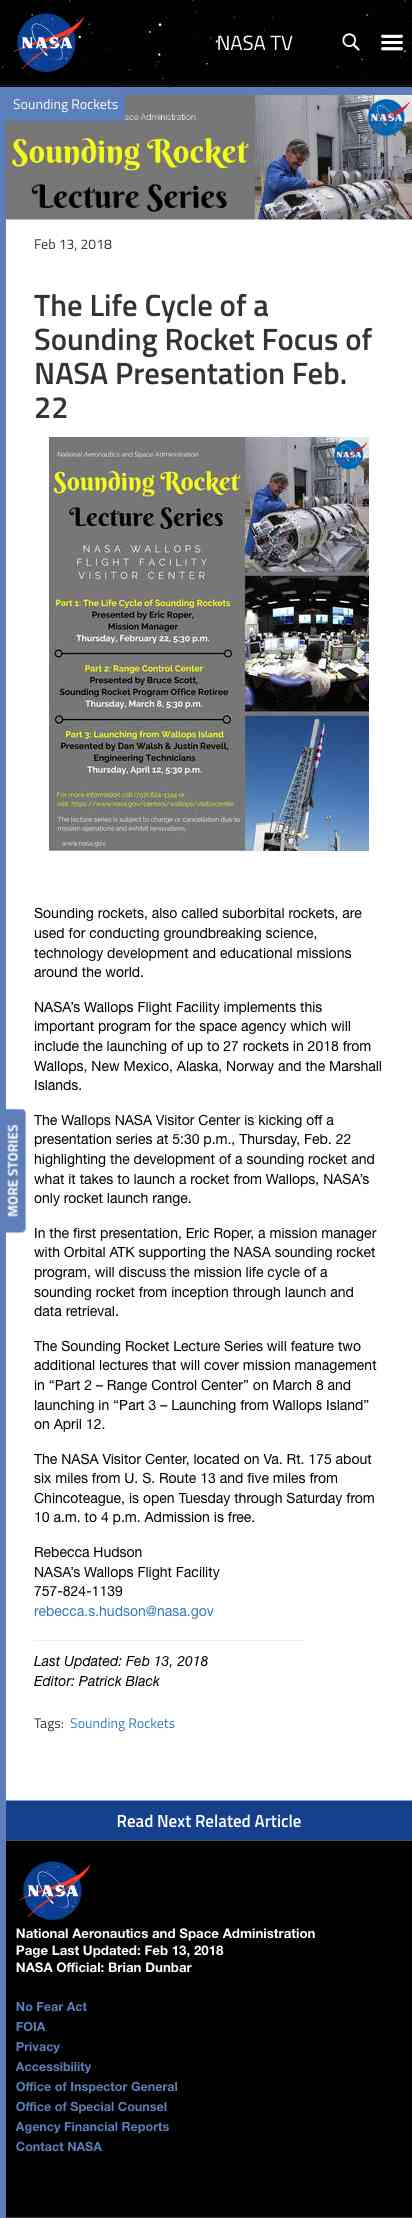 NASA
NASA TV
Sounding Rockets
ace Administration
NASA
Sounding Rocket
Lecture Series
Feb 13, 2018
The Life Cycle of a
Sounding Rocket Focus of
NASA Presentation Feb.
22
National Aeronautics and Space Administration
NASA
Sounding Rocket
Lecture Series
NASA WALLOPS
FLIGHT FACILITY
VISITOR CENTER
Part 1: The Life Cycle of Sounding Rockets
Presented by Eric Roper,
Mission Manager
Thursday, February 22, 5:30 p.m.
Part 2: Range Control Center
Presented by Bruce Scott,
Sounding Rocket Program Office Retiree
Thursday, March 8, 5:30 p.m.
Part 3: Launching from Wallops Island
Presented by Dan Walsh & Justin Revell,
Engineering Technicians
Thursday, April 12, 5:30 p.m.
For more information call (757) 824-1344 or
visit https://www.nasa.gov/centers/wallops/visitorcenter
The lecture series is subject to change or cancellation due to
mission operations and exhibit renovations.
www.nasa.gov
Sounding rockets, also called suborbital rockets, are
used for conducting groundbreaking science,
technology development and educational missions
around the world.
NASA’s Wallops Flight Facility implements this
important program for the space agency which will
include the launching of up to 27 rockets in 2018 from
Wallops, New Mexico, Alaska, Norway and the Marshall
Islands.
MORE STORIES
The Wallops NASA Visitor Center is kicking off a
presentation series at 5:30 p.m., Thursday, Feb. 22
highlighting the development of a sounding rocket and
what it takes to launch a rocket from Wallops, NASA’s
only rocket launch range.
In the first presentation, Eric Roper, a mission manager
with Orbital ATK supporting the NASA sounding rocket
program, will discuss the mission life cycle of a
sounding rocket from inception through launch and
data retrieval.
The Sounding Rocket Lecture Series will feature two
additional lectures that will cover mission management
in “Part 2 – Range Control Center” on March 8 and
launching in “Part 3 – Launching from Wallops Island”
on April 12.
The NASA Visitor Center, located on Va. Rt. 175 about
six miles from U. S. Route 13 and five miles from
Chincoteague, is open Tuesday through Saturday from
10 a.m. to 4 p.m. Admission is free.
Rebecca Hudson
NASA’s Wallops Flight Facility
757-824-1139
rebecca.s.hudson@nasa.gov
Last Updated: Feb 13, 2018
Editor: Patrick Black
Tags: Sounding Rockets
Read Next Related Article
NASA
National Aeronautics and Space Administration
Page Last Updated: Feb 13, 2018
NASA Official: Brian Dunbar
No Fear Act
FOIA
Privacy
Accessibility
Office of Inspector General
Office of Special Counsel
Agency Financial Reports
Contact NASA